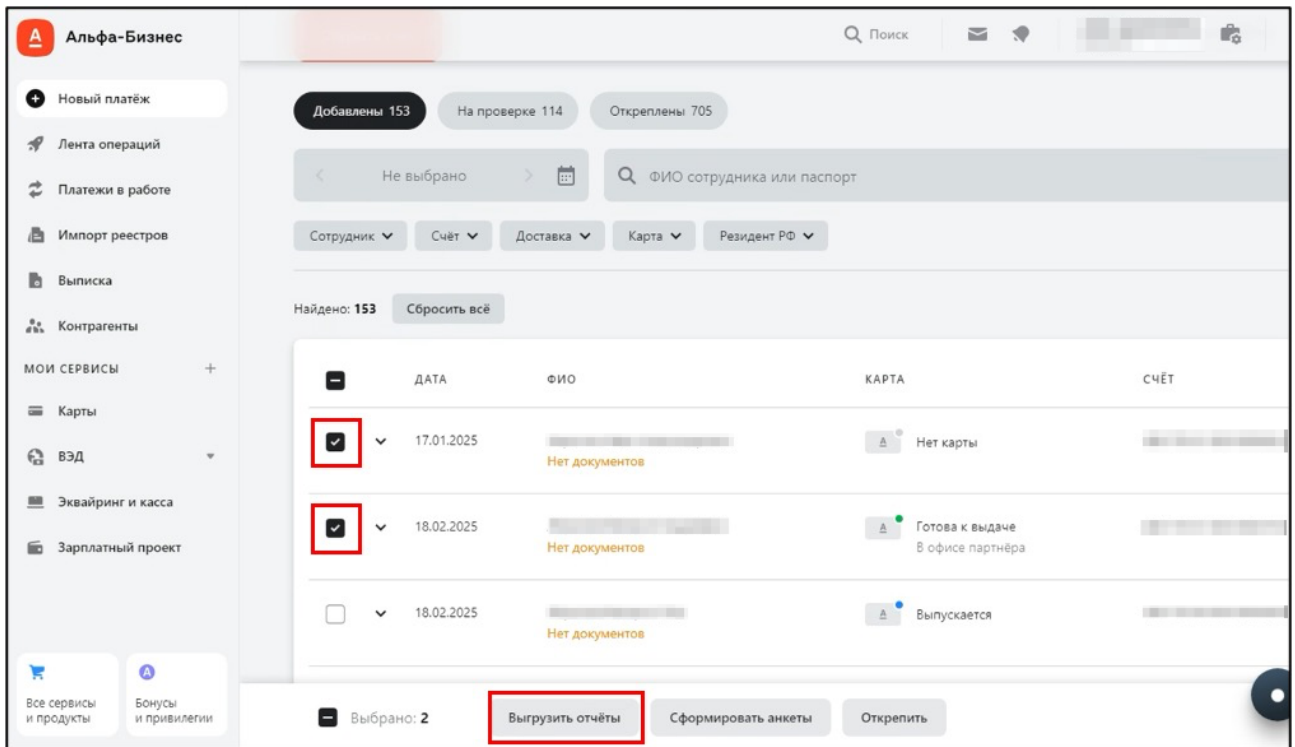 Альфа-Бизнес
Поиск
Новый платёж
Лента операций
Платежи в работе
Импорт реестров
Выписка
Контрагенты
МОИ СЕРВИСЫ
Карты
ВЭД
Эквайринг и касса
Зарплатный проект
Все сервисы
и продукты
Бонусы
и привилегии
Добавлены 153 На проверке 114 Откреплены 705
Не выбрано ФИО сотрудника или паспорт
Сотрудник Счёт Доставка Карта Резидент РФ
Найдено: 153 Сбросить всё
ДАТА ФИО КАРТА СЧЁТ
17.01.2025 Нет карты
Нет документов
18.02.2025 Готова к выдаче
Нет документов В офисе партнёра
18.02.2025 Выпускается
Нет документов
Выбрано: 2 Выгрузить отчёты Сформировать анкеты Открепить